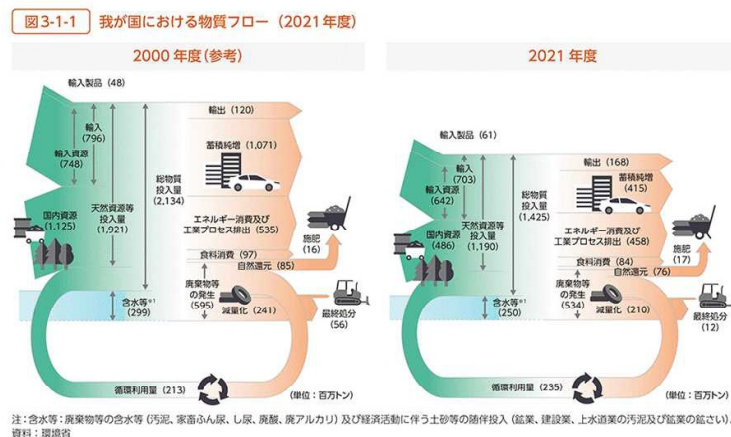 図3-1-1 我が国における物質フロー（2021年度）
2000年度（参考）
輸入製品（48）
輸入
（796）
輸入資源
（748）
国内資源
（1,125）
天然資源等
投入量
（1,921）
総物質
投入量
（2,134）
輸出（120）
蓄積純増（1,071）
エネルギー消費及び
工業プロセス排出（535）
食料消費（97）
自然還元（85）
施肥
（16）
廃棄物等
の発生
（595）
含水等※1
（299）
減量化（241）
最終処分
（56）
循環利用量（213）
（単位：百万トン）
2021年度
輸入製品（61）
輸入
（703）
輸入資源
（642）
国内資源
（486）
天然資源等
投入量
（1,190）
総物質
投入量
（1,425）
輸出（168）
蓄積純増
（415）
エネルギー消費及び
工業プロセス排出（458）
食料消費（84）
自然還元（76）
施肥
（17）
廃棄物等
の発生
（534）
含水等※1
（250）
減量化（210）
最終処分
（12）
循環利用量（235）
（単位：百万トン）
注：含水等：廃棄物等の含水等（汚泥、家畜ふん尿、し尿、廃酸、廃アルカリ）及び経済活動に伴う土砂等の随伴投入（鉱業、建設業、上水道業の汚泥及び鉱業の鉱さい）。
資料：環境省